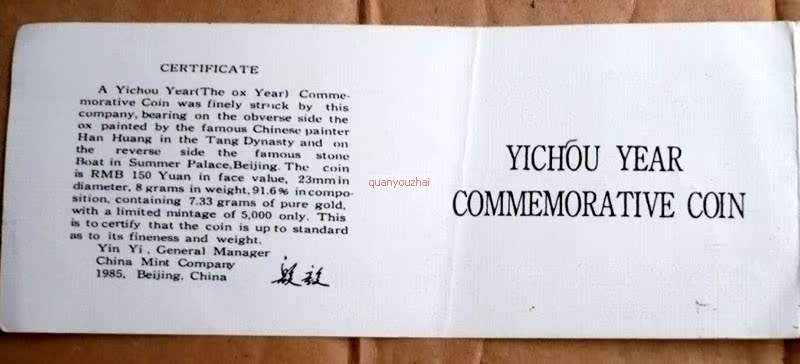 CERTIFICATE
A Yichou Year(The ox Year) Comme-
morative Coin was finely struck by this
company, bearing on the obverse side the
ox painted by the famous Chinese painter
Han Huang in the Tang Dynasty and on
the reverse side the famous stone
Boat in Summer Palace,Beijing. The coin
is RMB 150 Yuan in face value, 23mm in
diameter, 8 grams in weight, 91.6% in compo-
sition, containing 7.33 grams of pure gold,
with a limited mintage of 5,000 only. This
is to certify that the coin is up to standard
as to its fineness and weight.
Yin Yi, General Manager
China Mint Company
1985, Beijing, China
quanyouzhai
YICHOU YEAR
COMMEMORATIVE COIN